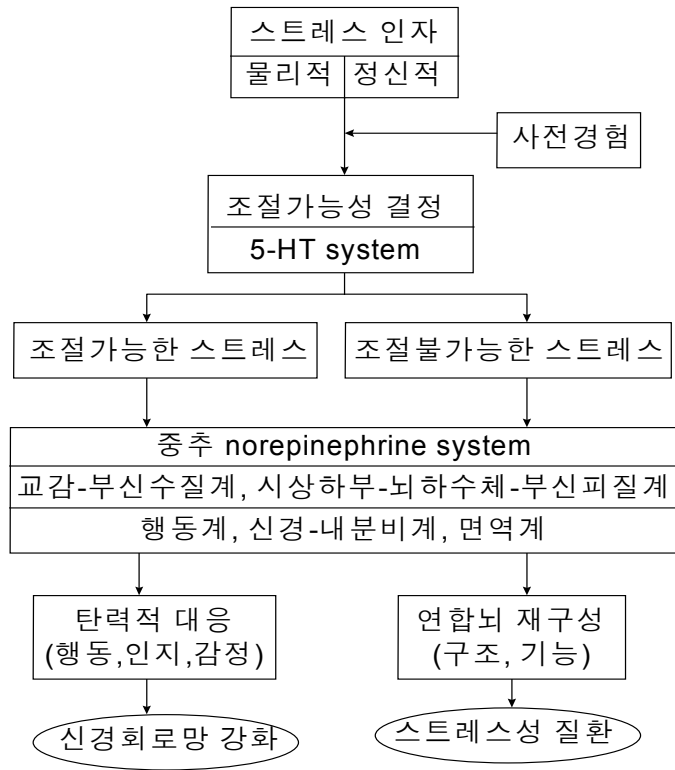 스트레스 인자
물리적 정신적
사전경험
조절가능성 결정
5-HT system
조절가능한 스트레스
조절불가능한 스트레스
중추 norepinephrine system
교감-부신수질계, 시상하부-뇌하수체-부신피질계
행동계, 신경-내분비계, 면역계
탄력적 대응
(행동,인지,감정)
연합뇌 재구성
(구조, 기능)
신경회로망 강화
스트레스성 질환